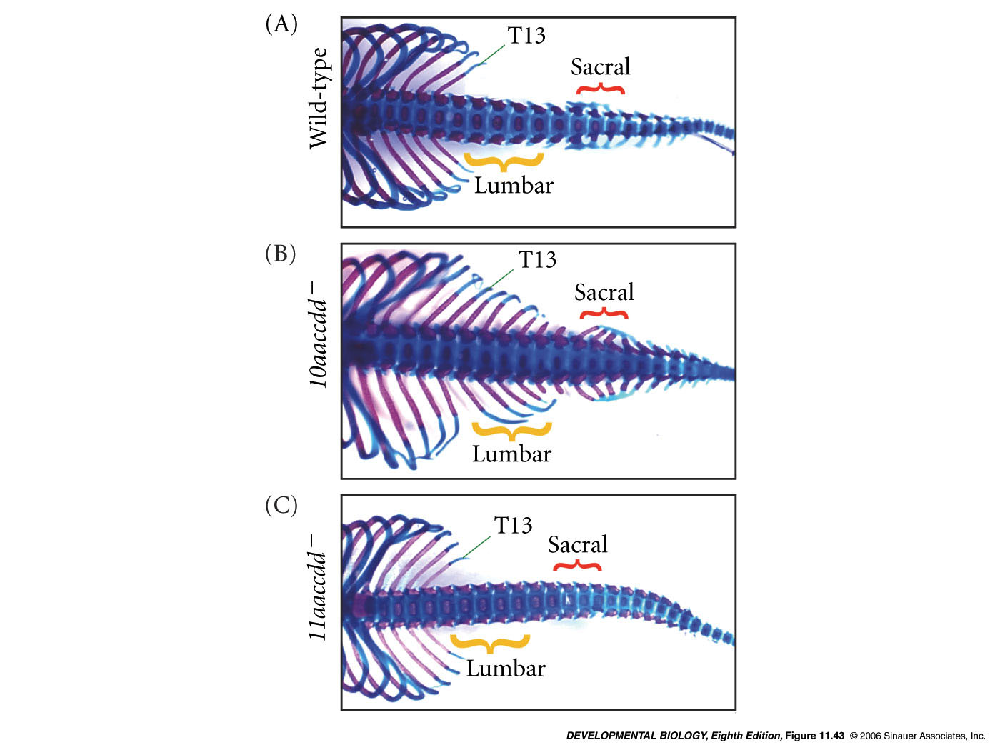 (A)
Wild-type
T13
Sacral
Lumbar
(B)
10aaccdd–
T13
Sacral
Lumbar
(C)
11aaccdd–
T13
Sacral
Lumbar
DEVELOPMENTAL BIOLOGY, Eighth Edition, Figure 11.43 © 2006 Sinauer Associates, Inc.